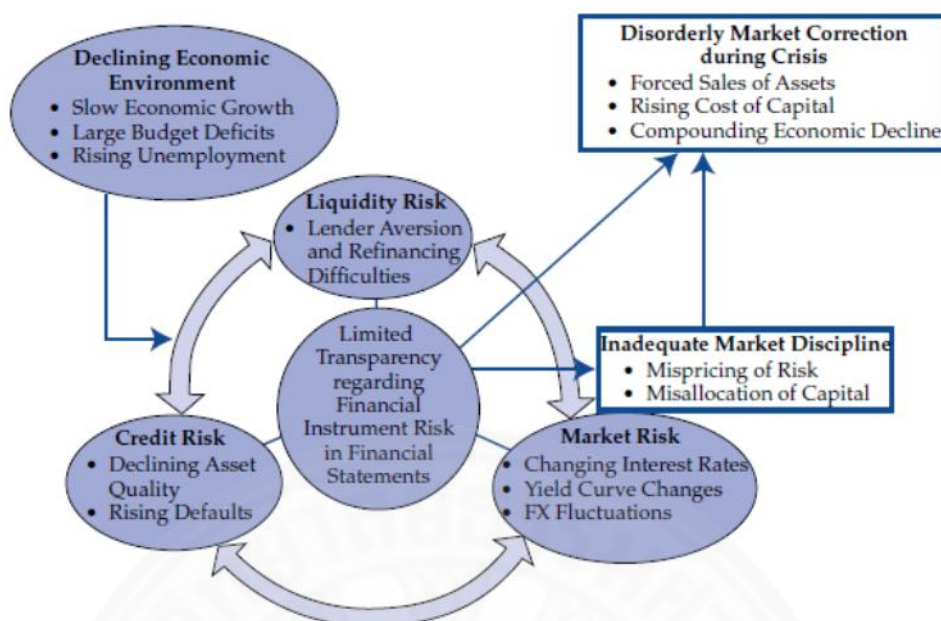 Declining Economic
Environment
• Slow Economic Growth
• Large Budget Deficits
• Rising Unemployment
Disorderly Market Correction
during Crisis
• Forced Sales of Assets
• Rising Cost of Capital
• Compounding Economic Decline
Liquidity Risk
• Lender Aversion
and Refinancing
Difficulties
Limited
Transparency
regarding
Financial
Instrument Risk
in Financial
Statements
Inadequate Market Discipline
• Mispricing of Risk
• Misallocation of Capital
Credit Risk
• Declining Asset
Quality
• Rising Defaults
Market Risk
• Changing Interest Rates
• Yield Curve Changes
• FX Fluctuations